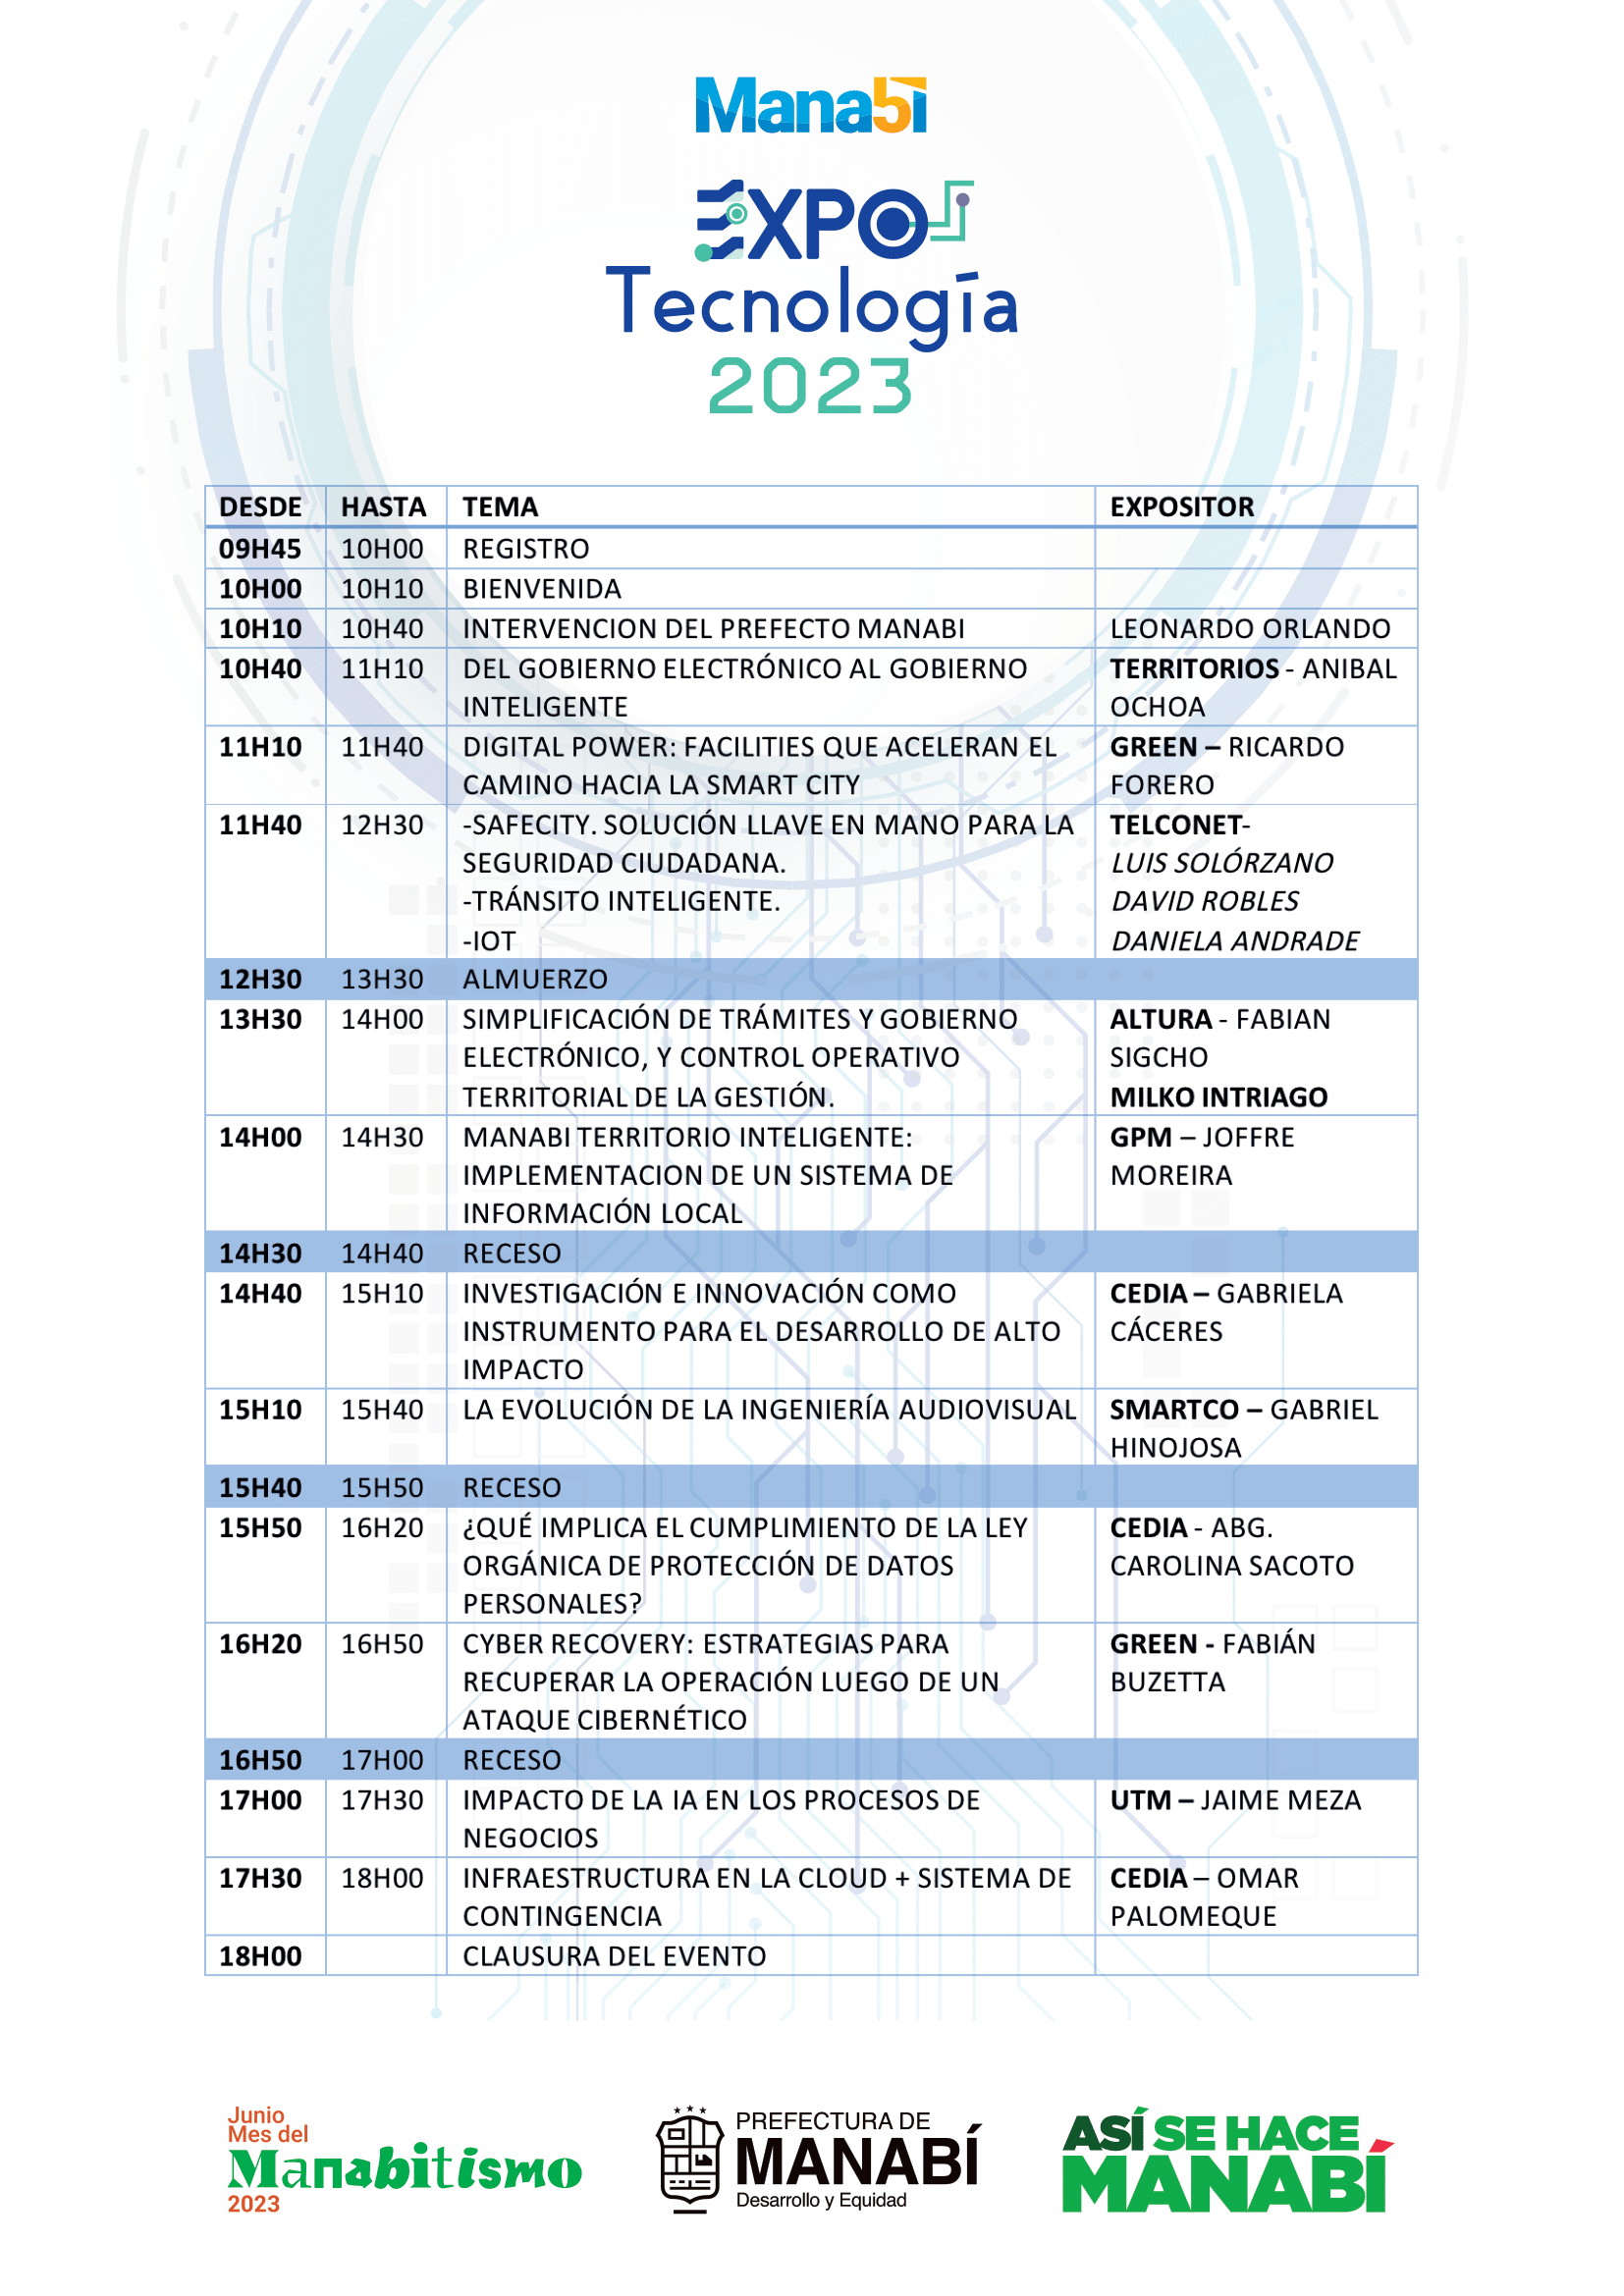 Mana5i
EXPO
Tecnología
2023
DESDE HASTA TEMA EXPOSITOR
09H45 10H00 REGISTRO
10H00 10H10 BIENVENIDA
10H10 10H40 INTERVENCION DEL PREFECTO MANABI LEONARDO ORLANDO
10H40 11H10 DEL GOBIERNO ELECTRÓNICO AL GOBIERNO TERRITORIOS - ANIBAL
INTELIGENTE OCHOA
11H10 11H40 DIGITAL POWER: FACILITIES QUE ACELERAN EL GREEN – RICARDO
CAMINO HACIA LA SMART CITY FORERO
11H40 12H30 -SAFECITY. SOLUCIÓN LLAVE EN MANO PARA LA TELCONET-
SEGURIDAD CIUDADANA. LUIS SOLÓRZANO
-TRÁNSITO INTELIGENTE. DAVID ROBLES
-IOT DANIELA ANDRADE
12H30 13H30 ALMUERZO
13H30 14H00 SIMPLIFICACIÓN DE TRÁMITES Y GOBIERNO ALTURA - FABIAN
ELECTRÓNICO, Y CONTROL OPERATIVO SIGCHO
TERRITORIAL DE LA GESTIÓN. MILKO INTRIAGO
14H00 14H30 MANABI TERRITORIO INTELIGENTE: GPM – JOFFRE
IMPLEMENTACION DE UN SISTEMA DE MOREIRA
INFORMACIÓN LOCAL
14H30 14H40 RECESO
14H40 15H10 INVESTIGACIÓN E INNOVACIÓN COMO CEDIA – GABRIELA
INSTRUMENTO PARA EL DESARROLLO DE ALTO CÁCERES
IMPACTO
15H10 15H40 LA EVOLUCIÓN DE LA INGENIERÍA AUDIOVISUAL SMARTCO – GABRIEL
HINOJOSA
15H40 15H50 RECESO
15H50 16H20 ¿QUÉ IMPLICA EL CUMPLIMIENTO DE LA LEY CEDIA - ABG.
ORGÁNICA DE PROTECCIÓN DE DATOS CAROLINA SACOTO
PERSONALES?
16H20 16H50 CYBER RECOVERY: ESTRATEGIAS PARA GREEN - FABIÁN
RECUPERAR LA OPERACIÓN LUEGO DE UN BUZETTA
ATAQUE CIBERNÉTICO
16H50 17H00 RECESO
17H00 17H30 IMPACTO DE LA IA EN LOS PROCESOS DE UTM – JAIME MEZA
NEGOCIOS
17H30 18H00 INFRAESTRUCTURA EN LA CLOUD + SISTEMA DE CEDIA – OMAR
CONTINGENCIA PALOMEQUE
18H00 CLAUSURA DEL EVENTO
Junio
Mes del
Manabitismo
2023
PREFECTURA DE
MANABÍ
Desarrollo y Equidad
ASÍ SE HACE
MANABÍ